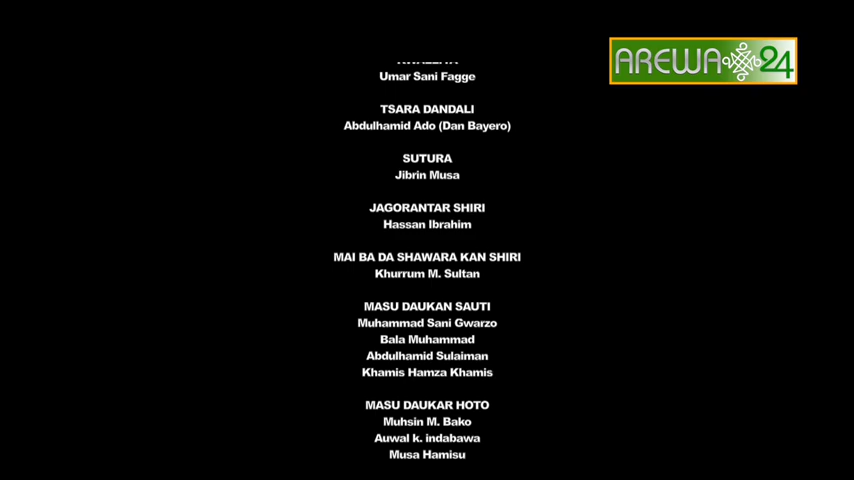 AREWA 24
Umar Sani Fagge
TSARA DANDALI
Abdulhamid Ado (Dan Bayero)
SUTURA
Jibrin Musa
JAGORANTAR SHIRI
Hassan Ibrahim
MAI BA DA SHAWARA KAN SHIRI
Khurrum M. Sultan
MASU DAUKAN SAUTI
Muhammad Sani Gwarzo
Bala Muhammad
Abdulhamid Sulaiman
Khamis Hamza Khamis
MASU DAUKAR HOTO
Muhsin M. Bako
Auwal k. indabawa
Musa Hamisu